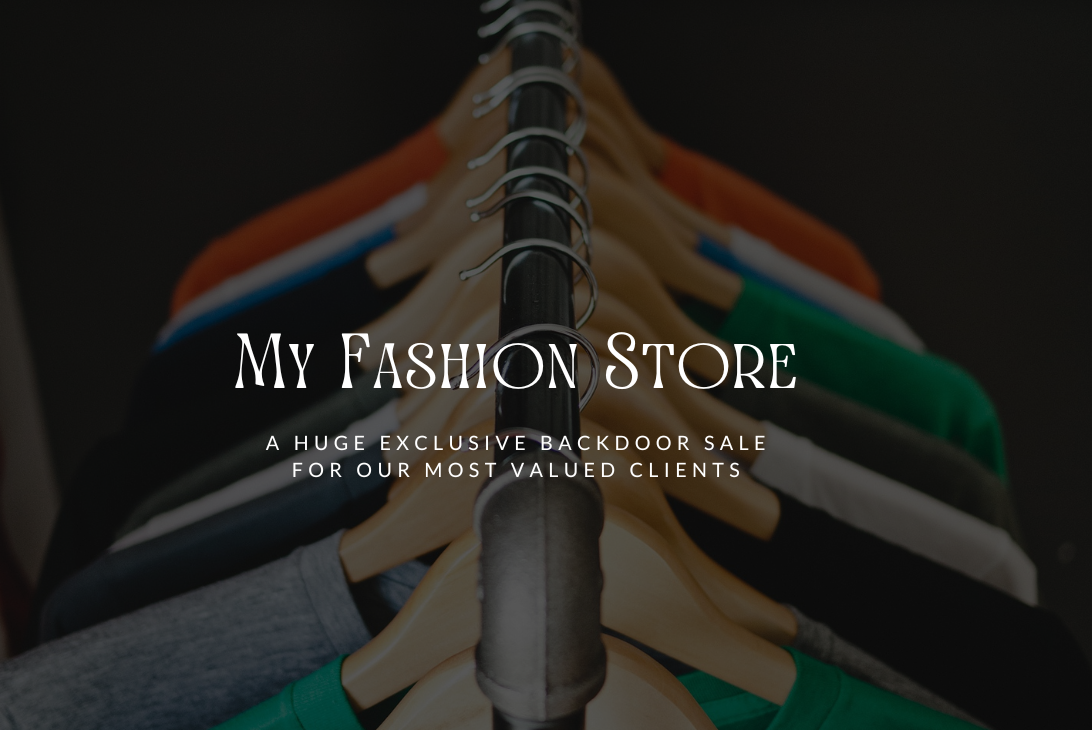 My Fashion Store
A HUGE EXCLUSIVE BACKDOOR SALE
FOR OUR MOST VALUED CLIENTS